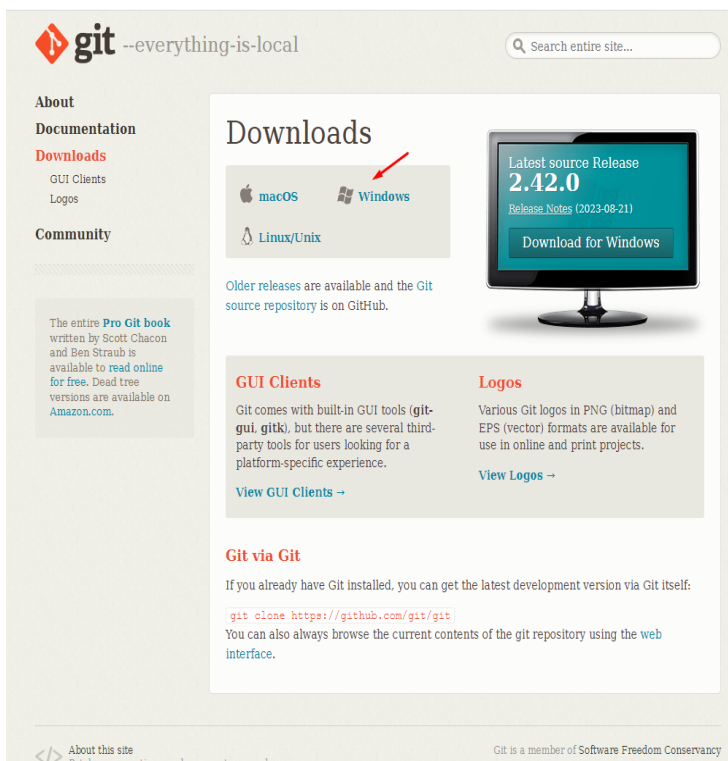 git --everything-is-local
Search entire site...
About
Documentation
Downloads
GUI Clients
Logos
Community
The entire Pro Git book
written by Scott Chacon
and Ben Straub is
available to read online
for free. Dead tree
versions are available on
Amazon.com.
Downloads
macOS
Windows
Linux/Unix
Older releases are available and the Git
source repository is on GitHub.
Latest source Release
2.42.0
Release Notes (2023-08-21)
Download for Windows
GUI Clients
Git comes with built-in GUI tools (git-
gui, gitk), but there are several third-
party tools for users looking for a
platform-specific experience.
View GUI Clients →
Logos
Various Git logos in PNG (bitmap) and
EPS (vector) formats are available for
use in online and print projects.
View Logos →
Git via Git
If you already have Git installed, you can get the latest development version via Git itself:
git clone https://github.com/git/git
You can also always browse the current contents of the git repository using the web
interface.
</> About this site
Git is a member of Software Freedom Conservancy